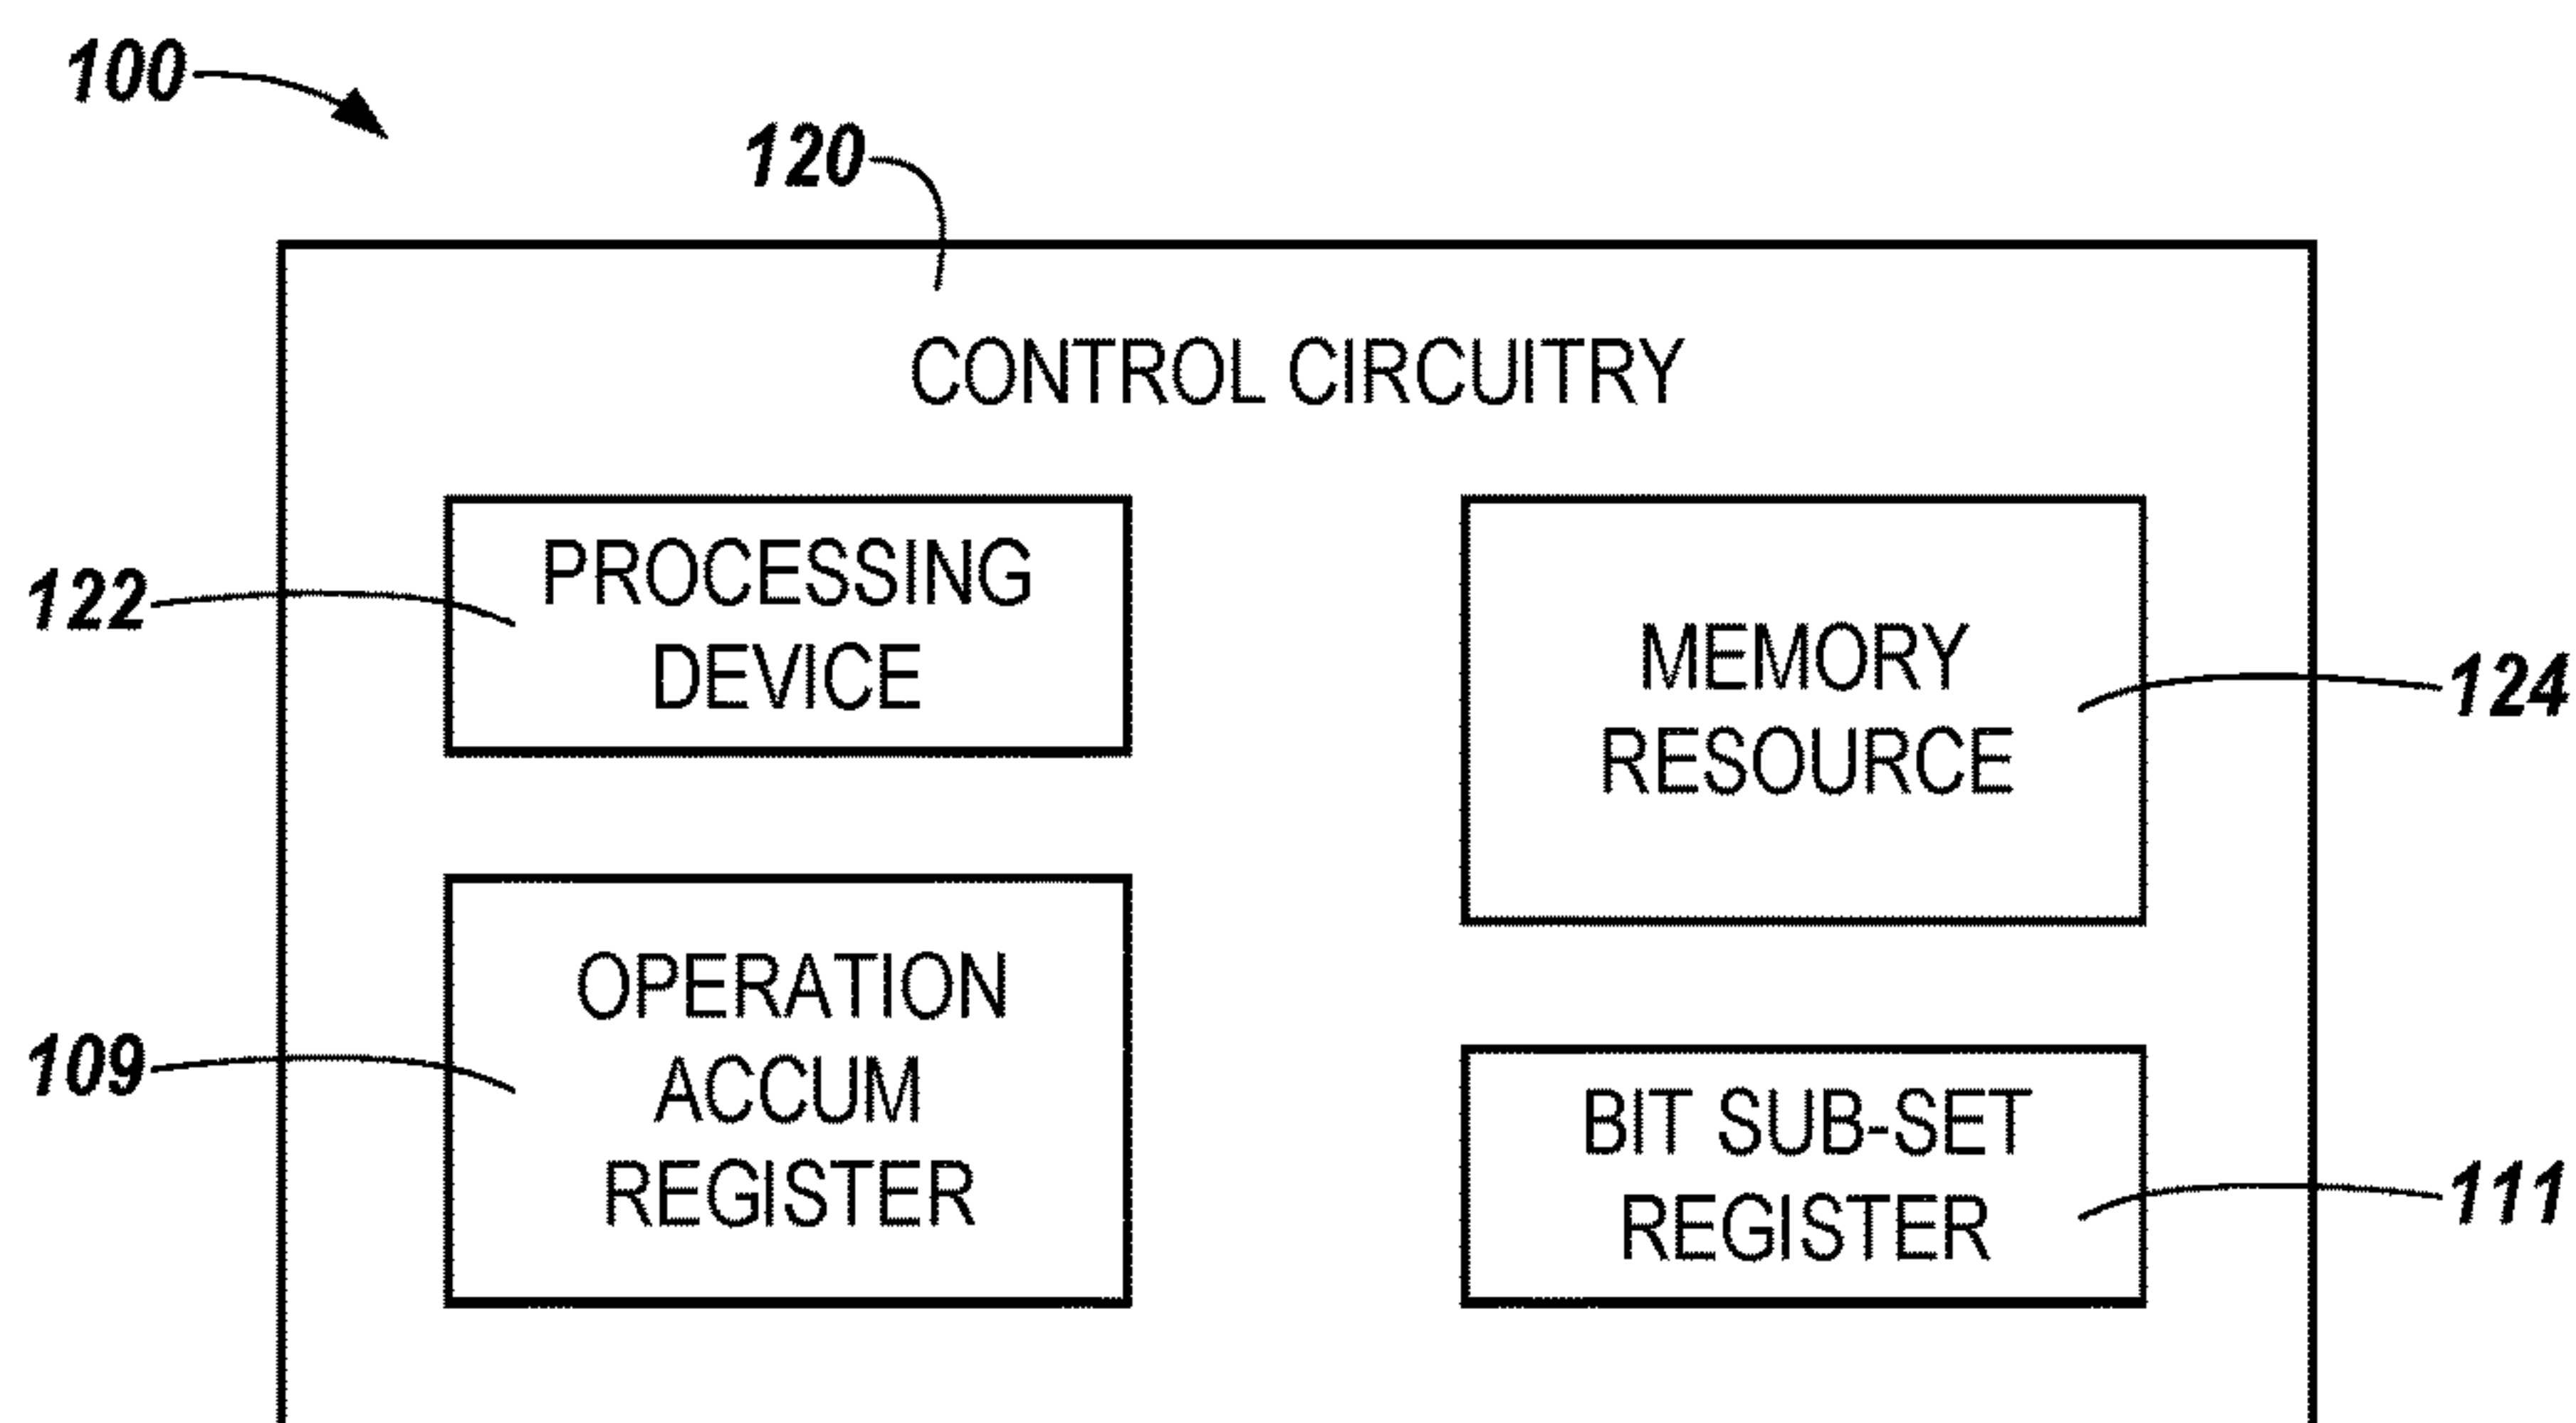 100
120
CONTROL CIRCUITRY
122
PROCESSING
DEVICE
MEMORY
RESOURCE
124
109
OPERATION
ACCUM
REGISTER
BIT SUB-SET
REGISTER
111